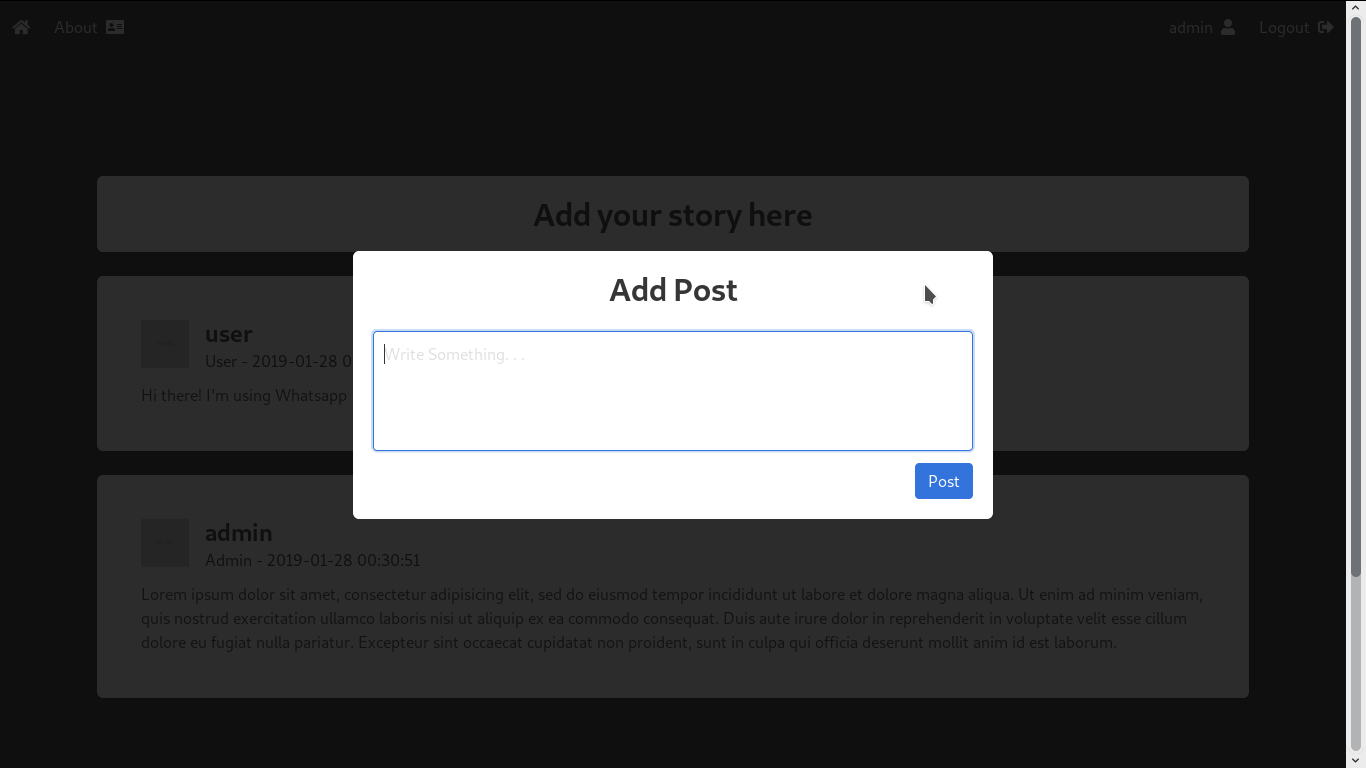 About
admin
Logout
Add your story here
Add Post
Write Something. . .
Post
user
User - 2019-01-28 0
Hi there! I'm using Whatsapp
admin
Admin - 2019-01-28 00:30:51
Lorem ipsum dolor sit amet, consectetur adipisicing elit, sed do eiusmod tempor incididunt ut labore et dolore magna aliqua. Ut enim ad minim veniam,
quis nostrud exercitation ullamco laboris nisi ut aliquip ex ea commodo consequat. Duis aute irure dolor in reprehenderit in voluptate velit esse cillum
dolore eu fugiat nulla pariatur. Excepteur sint occaecat cupidatat non proident, sunt in culpa qui officia deserunt mollit anim id est laborum.